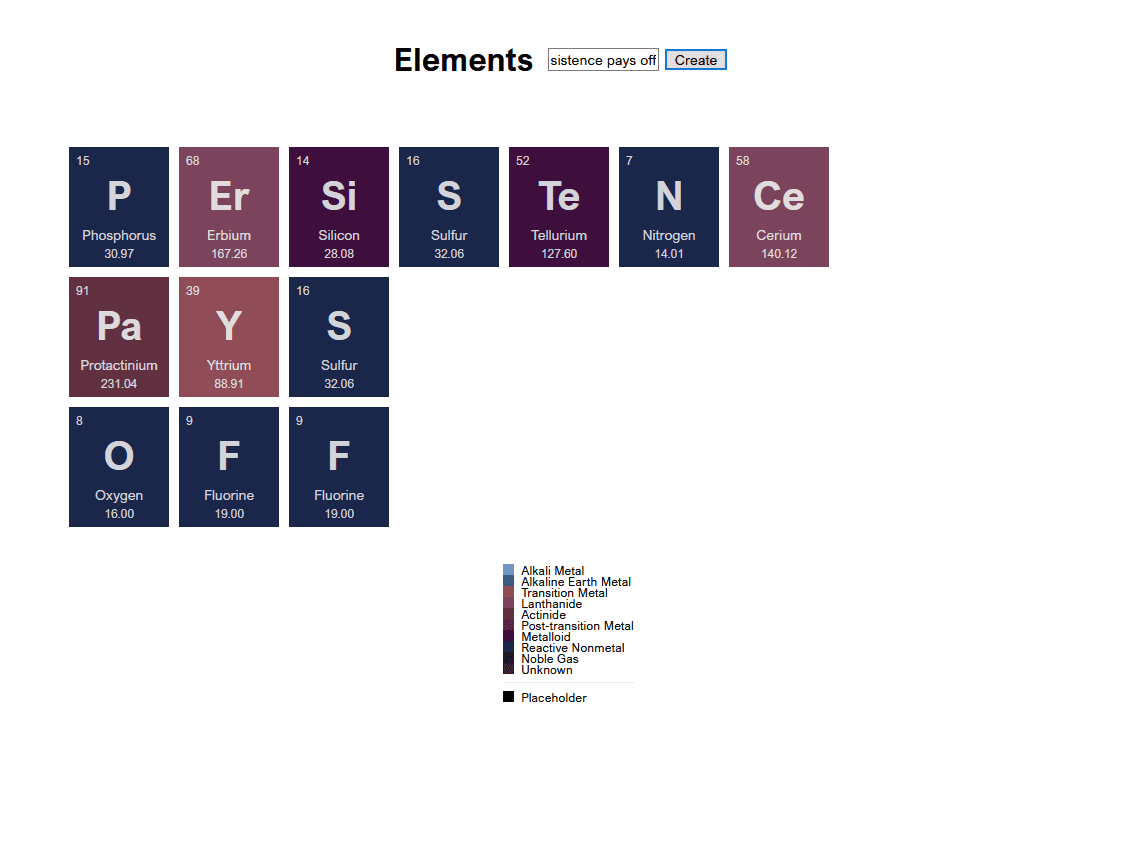 Elements sistence pays off Create
15 68 14 16 52 7 58
P Er Si S Te N Ce
Phosphorus Erbium Silicon Sulfur Tellurium Nitrogen Cerium
30.97 167.26 28.08 32.06 127.60 14.01 140.12
91 39 16
Pa Y S
Protactinium Yttrium Sulfur
231.04 88.91 32.06
8 9 9
O F F
Oxygen Fluorine Fluorine
16.00 19.00 19.00
Alkali Metal
Alkaline Earth Metal
Transition Metal
Lanthanide
Actinide
Post-transition Metal
Metalloid
Reactive Nonmetal
Noble Gas
Unknown
Placeholder